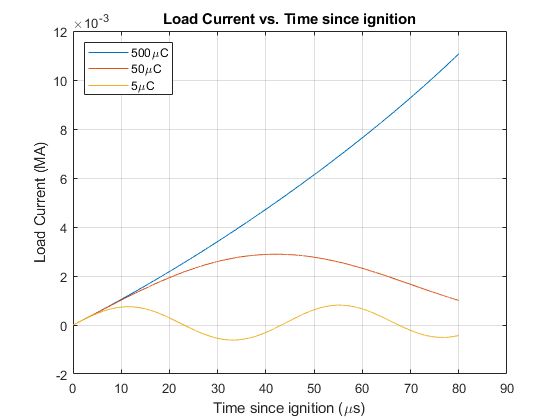 Load Current vs. Time since ignition
×10⁻³
12
10
8
6
4
2
0
-2
Load Current (MA)
500μC
50μC
5μC
0 10 20 30 40 50 60 70 80 90
Time since ignition (μs)